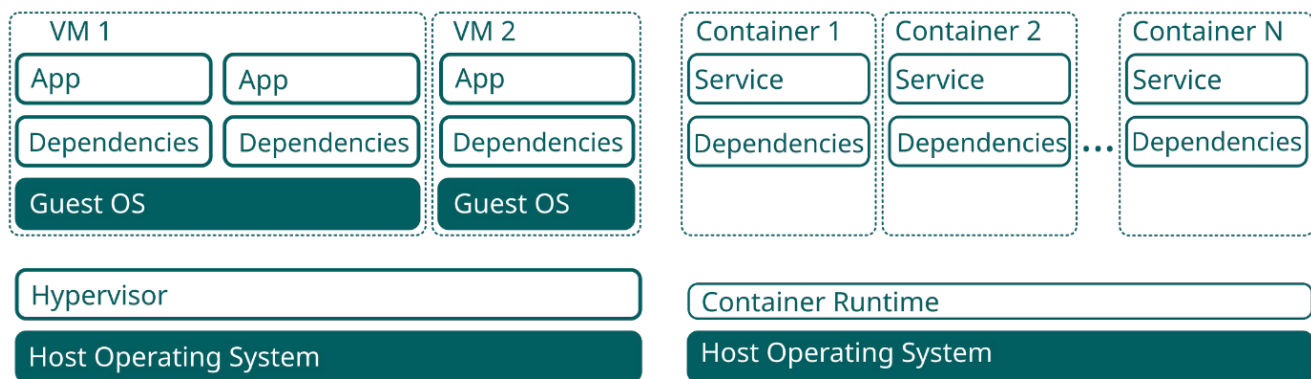 VM 1
App
App
Dependencies
Dependencies
Guest OS
VM 2
App
Dependencies
Guest OS
Hypervisor
Host Operating System
Container 1
Service
Dependencies
Container 2
Service
Dependencies
...
Container N
Service
Dependencies
Container Runtime
Host Operating System